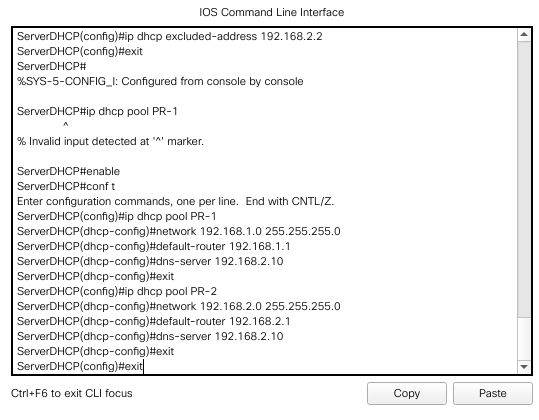 IOS Command Line Interface
ServerDHCP(config)#ip dhcp excluded-address 192.168.2.2
ServerDHCP(config)#exit
ServerDHCP#
%SYS-5-CONFIG_I: Configured from console by console
ServerDHCP#ip dhcp pool PR-1
^
% Invalid input detected at '^' marker.
ServerDHCP#enable
ServerDHCP#conf t
Enter configuration commands, one per line.  End with CNTL/Z.
ServerDHCP(config)#ip dhcp pool PR-1
ServerDHCP(dhcp-config)#network 192.168.1.0 255.255.255.0
ServerDHCP(dhcp-config)#default-router 192.168.1.1
ServerDHCP(dhcp-config)#dns-server 192.168.2.10
ServerDHCP(dhcp-config)#exit
ServerDHCP(config)#ip dhcp pool PR-2
ServerDHCP(dhcp-config)#network 192.168.2.0 255.255.255.0
ServerDHCP(dhcp-config)#default-router 192.168.2.1
ServerDHCP(dhcp-config)#dns-server 192.168.2.10
ServerDHCP(dhcp-config)#exit
ServerDHCP(config)#exit
Ctrl+F6 to exit CLI focus
Copy
Paste